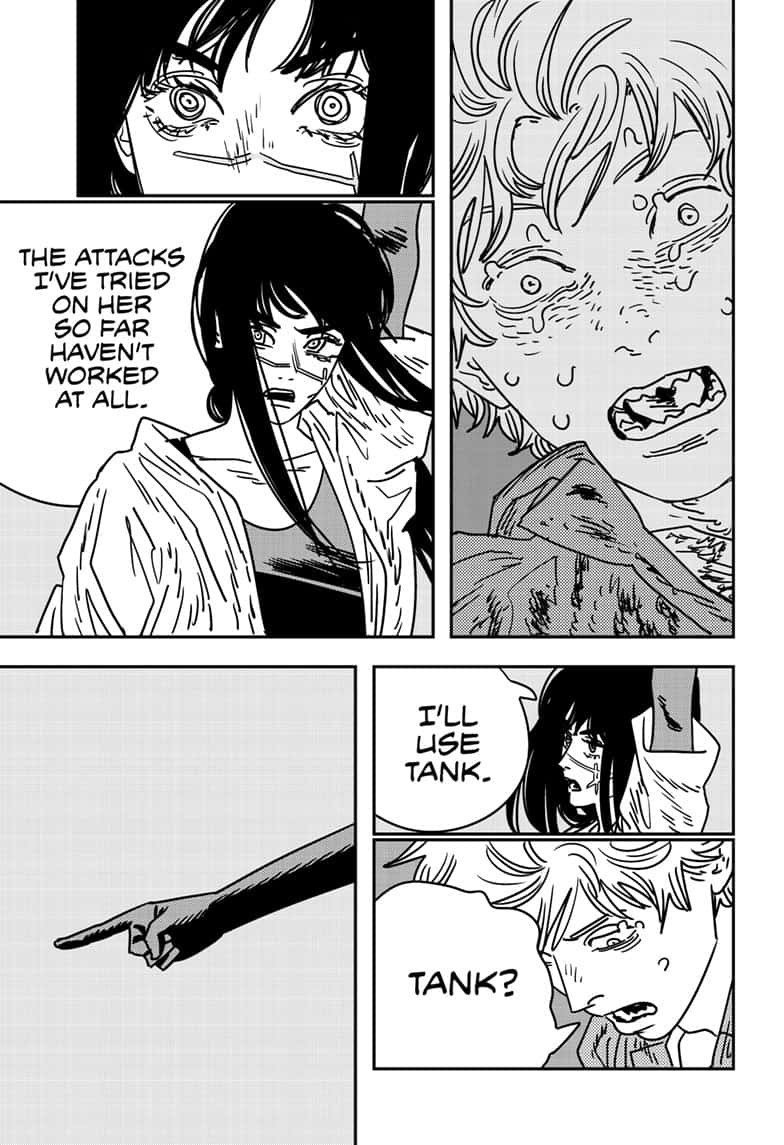 THE ATTACKS
I'VE TRIED
ON HER
SO FAR
HAVEN'T
WORKED
AT ALL.
I'LL
USE
TANK.
TANK?